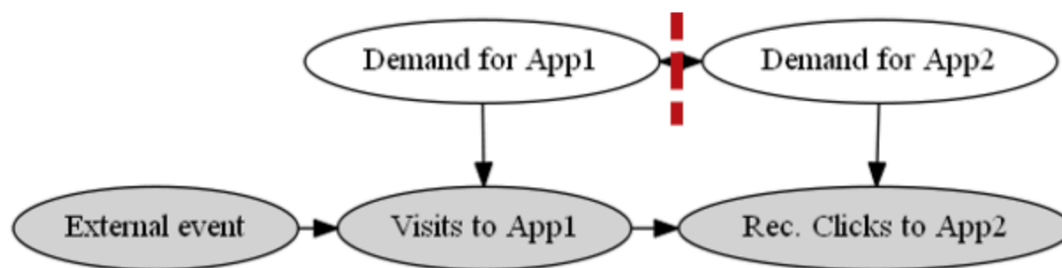 Demand for App1
Demand for App2
External event
Visits to App1
Rec. Clicks to App2